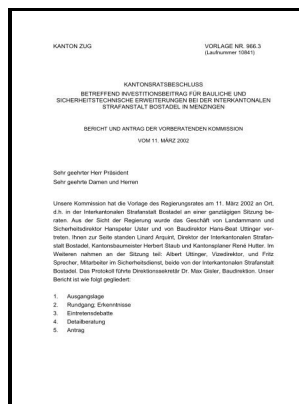 KANTON ZUG
VORLAGE NR. 966.3
(Laufnummer 10841)
KANTONSRATSBESCHLUSS
BETREFFEND INVESTITIONSBEITRAG FÜR BAULICHE UND
SICHERHEITSTECHNISCHE ERWEITERUNGEN BEI DER INTERKANTONALEN
STRAFANSTALT BOSTADEL IN MENZINGEN
BERICHT UND ANTRAG DER VORBERATENDEN KOMMISSION
VOM 11. MÄRZ 2002
Sehr geehrter Herr Präsident
Sehr geehrte Damen und Herren
Unsere Kommission hat die Vorlage des Regierungsrates am 11. März 2002 an Ort,
d.h. in der Interkantonalen Strafanstalt Bostadel an einer ganztägigen Sitzung be-
raten. Aus der Sicht der Regierung wurde das Geschäft von Landammann und
Sicherheitsdirektor Hanspeter Uster und von Baudirektor Hans-Beat Uttinger ver-
treten. Ihnen zur Seite standen Linard Arquint, Direktor der Interkantonalen Strafan-
stalt Bostadel, Kantonsbaumeister Herbert Staub und Kantonsplaner René Hutter. Im
Weiteren nahmen an der Sitzung teil: Albert Uttinger, Vizedirektor, und Fritz
Sprecher, Mitarbeiter im Sicherheitsdienst, beide von der Interkantonalen Strafanstalt
Bostadel. Das Protokoll führte Direktionssekretär Dr. Max Gisler, Baudirektion. Unser
Bericht ist wie folgt gegliedert:
1. Ausgangslage
2. Rundgang; Erkenntnisse
3. Eintretensdebatte
4. Detailberatung
5. Antrag